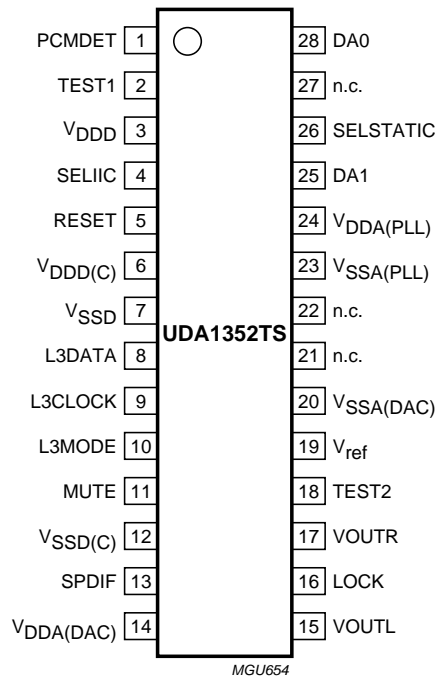 PCMDET 1
TEST1 2
VDDD 3
SELIIC 4
RESET 5
VDDD(C) 6
VSSD 7
L3DATA 8
L3CLOCK 9
L3MODE 10
MUTE 11
VSSD(C) 12
SPDIF 13
VDDA(DAC) 14
UDA1352TS
28 DA0
27 n.c.
26 SELSTATIC
25 DA1
24 VDDA(PLL)
23 VSSA(PLL)
22 n.c.
21 n.c.
20 VSSA(DAC)
19 Vref
18 TEST2
17 VOUTR
16 LOCK
15 VOUTL
MGU654